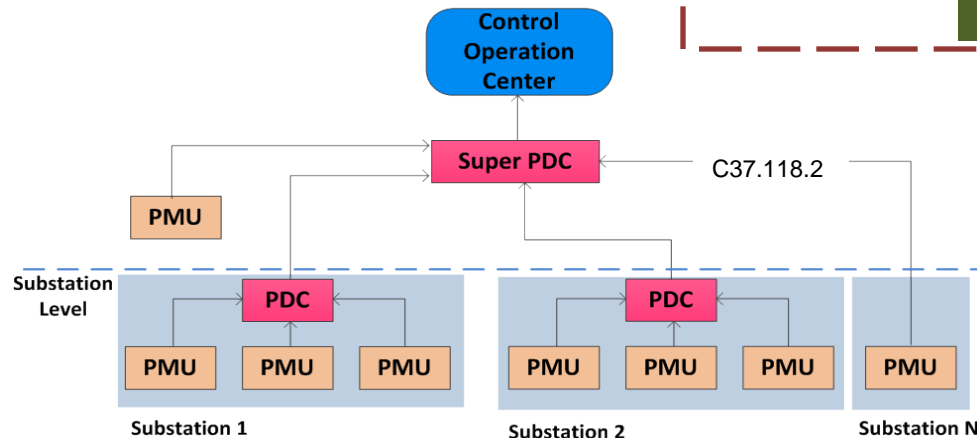 Control
Operation
Center
Super PDC
C37.118.2
PMU
Substation
Level
PDC
PDC
PMU
PMU
PMU
PMU
PMU
PMU
PMU
Substation 1
Substation 2
Substation N